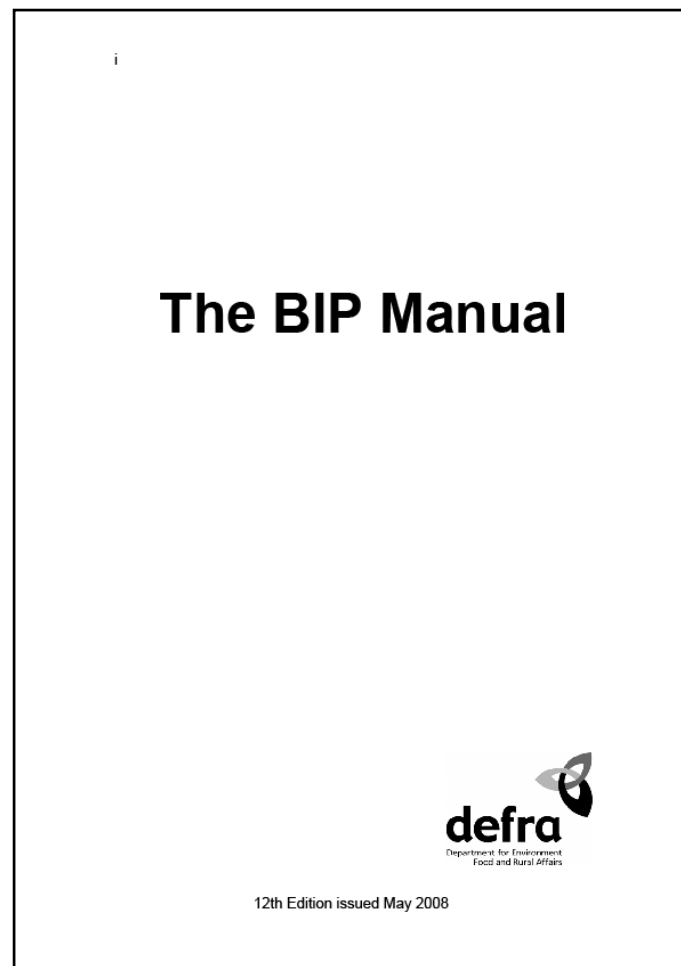 i
The BIP Manual
defra
Department for Environment
Food and Rural Affairs
12th Edition issued May 2008